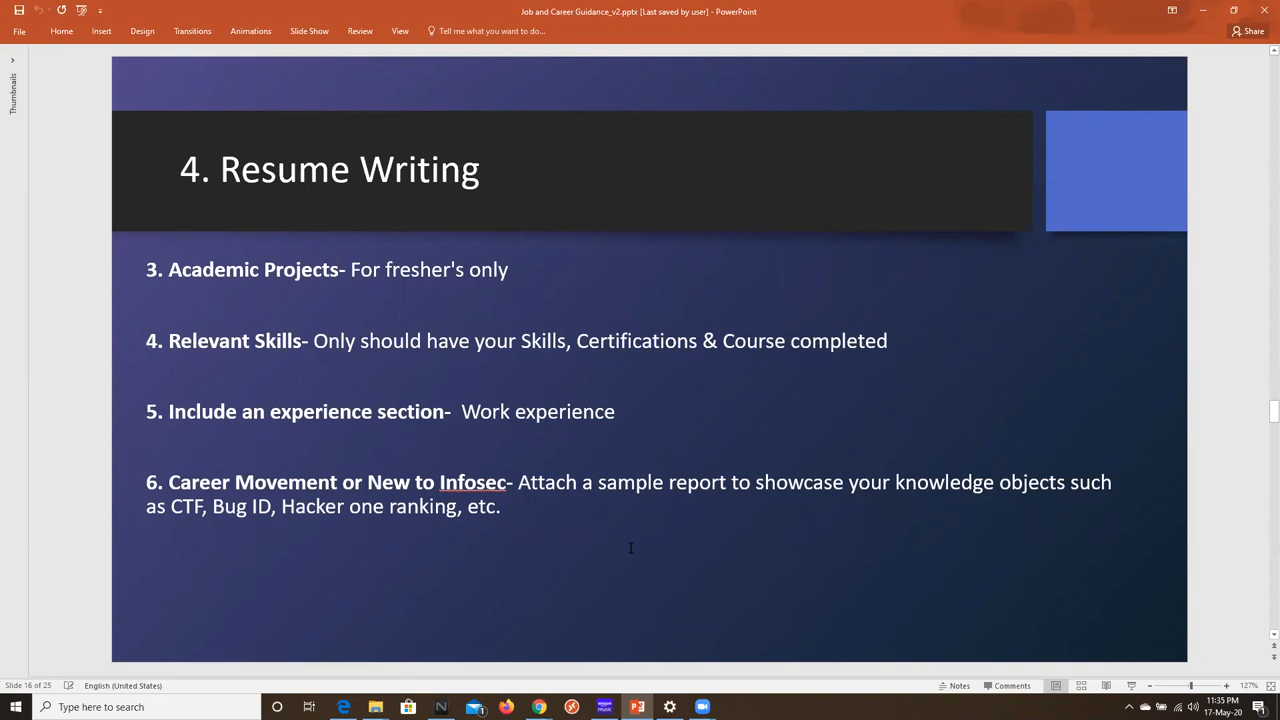 Job and Career Guidance_v2.pptx [Last saved by user] - PowerPoint
File Home Insert Design Transitions Animations Slide Show Review View Tell me what you want to do... Share
Thumbnails
4. Resume Writing
3. Academic Projects- For fresher's only
4. Relevant Skills- Only should have your Skills, Certifications & Course completed
5. Include an experience section- Work experience
6. Career Movement or New to Infosec- Attach a sample report to showcase your knowledge objects such
as CTF, Bug ID, Hacker one ranking, etc.
Slide 16 of 25 English (United States) Notes Comments 127%
Type here to search
11:35 PM
17-May-20